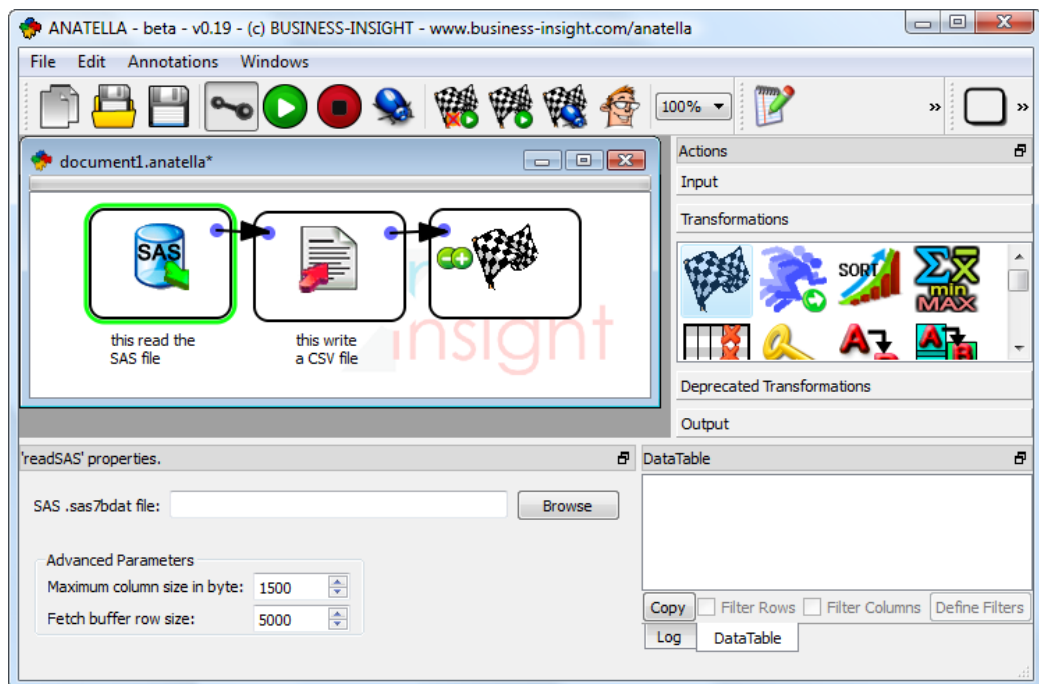 ANATELLA - beta - v0.19 - (c) BUSINESS-INSIGHT - www.business-insight.com/anatella
File Edit Annotations Windows
100%
»
»
document1.anatella*
Actions
Input
Transformations
SAS
SORT
min
MAX
A
A
B
insight
this read the
SAS file
this write
a CSV file
Deprecated Transformations
Output
'readSAS' properties.
DataTable
SAS .sas7bdat file:
Browse
Advanced Parameters
Maximum column size in byte: 1500
Fetch buffer row size: 5000
Copy Filter Rows Filter Columns Define Filters
Log DataTable